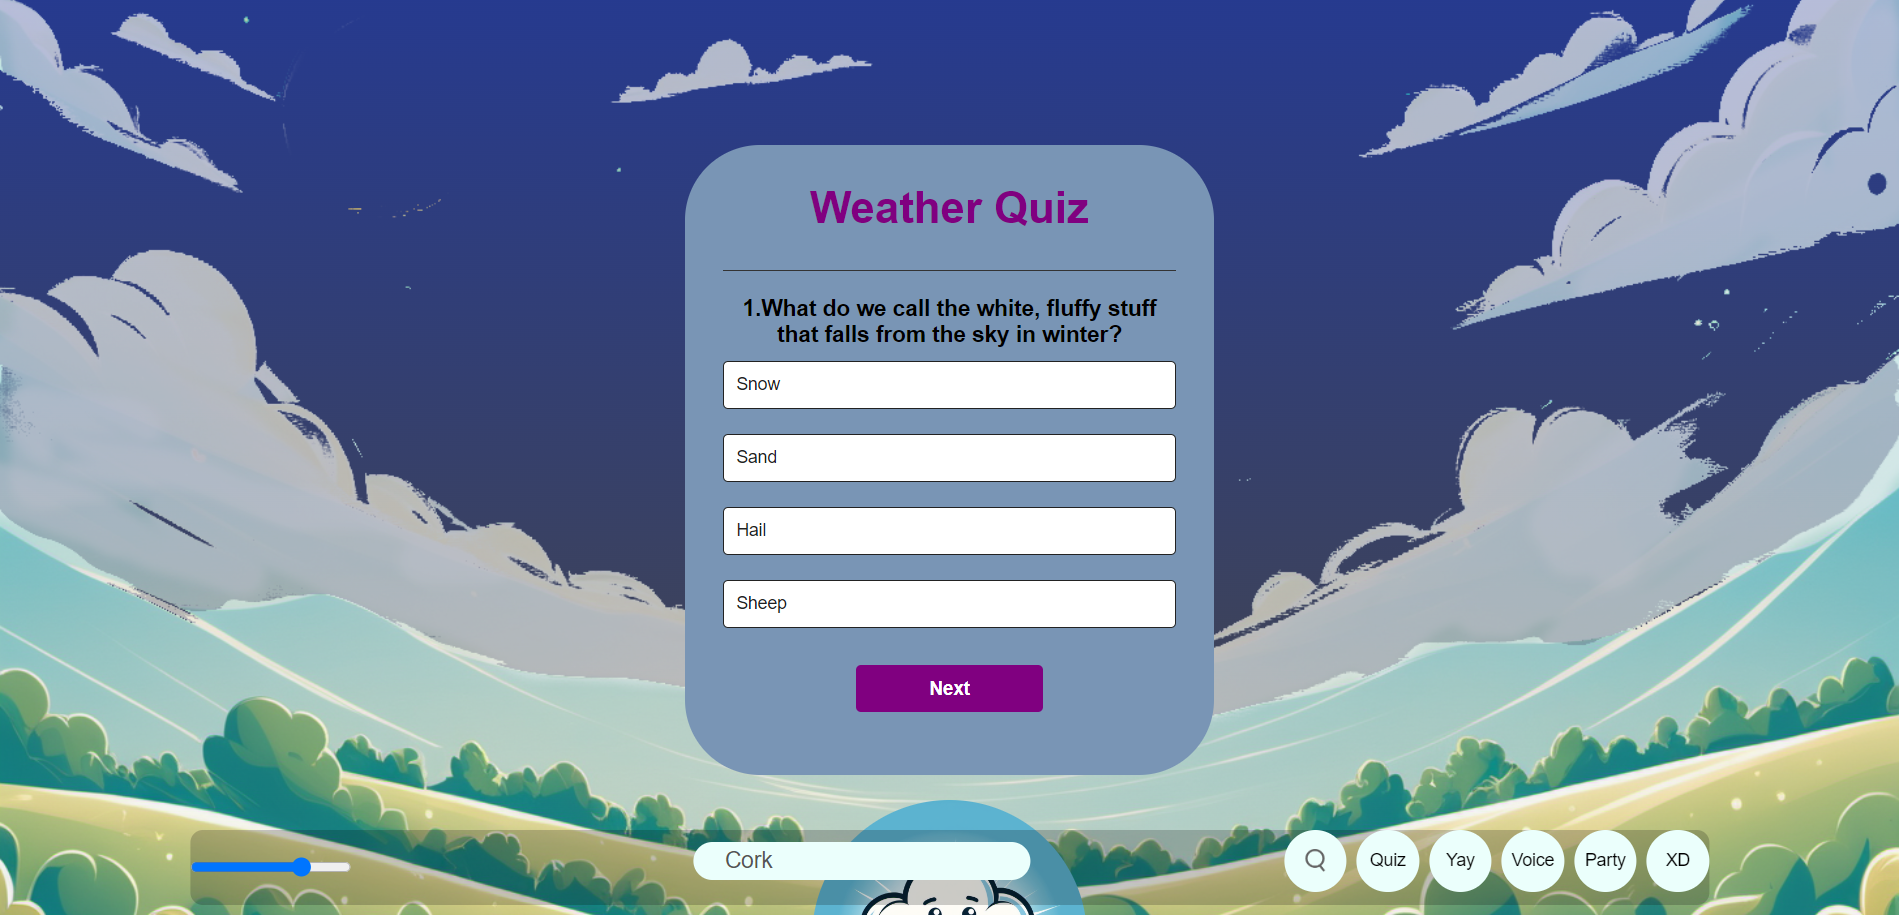 Weather Quiz
1.What do we call the white, fluffy stuff
that falls from the sky in winter?
Snow
Sand
Hail
Sheep
Next
Cork
Quiz
Yay
Voice
Party
XD